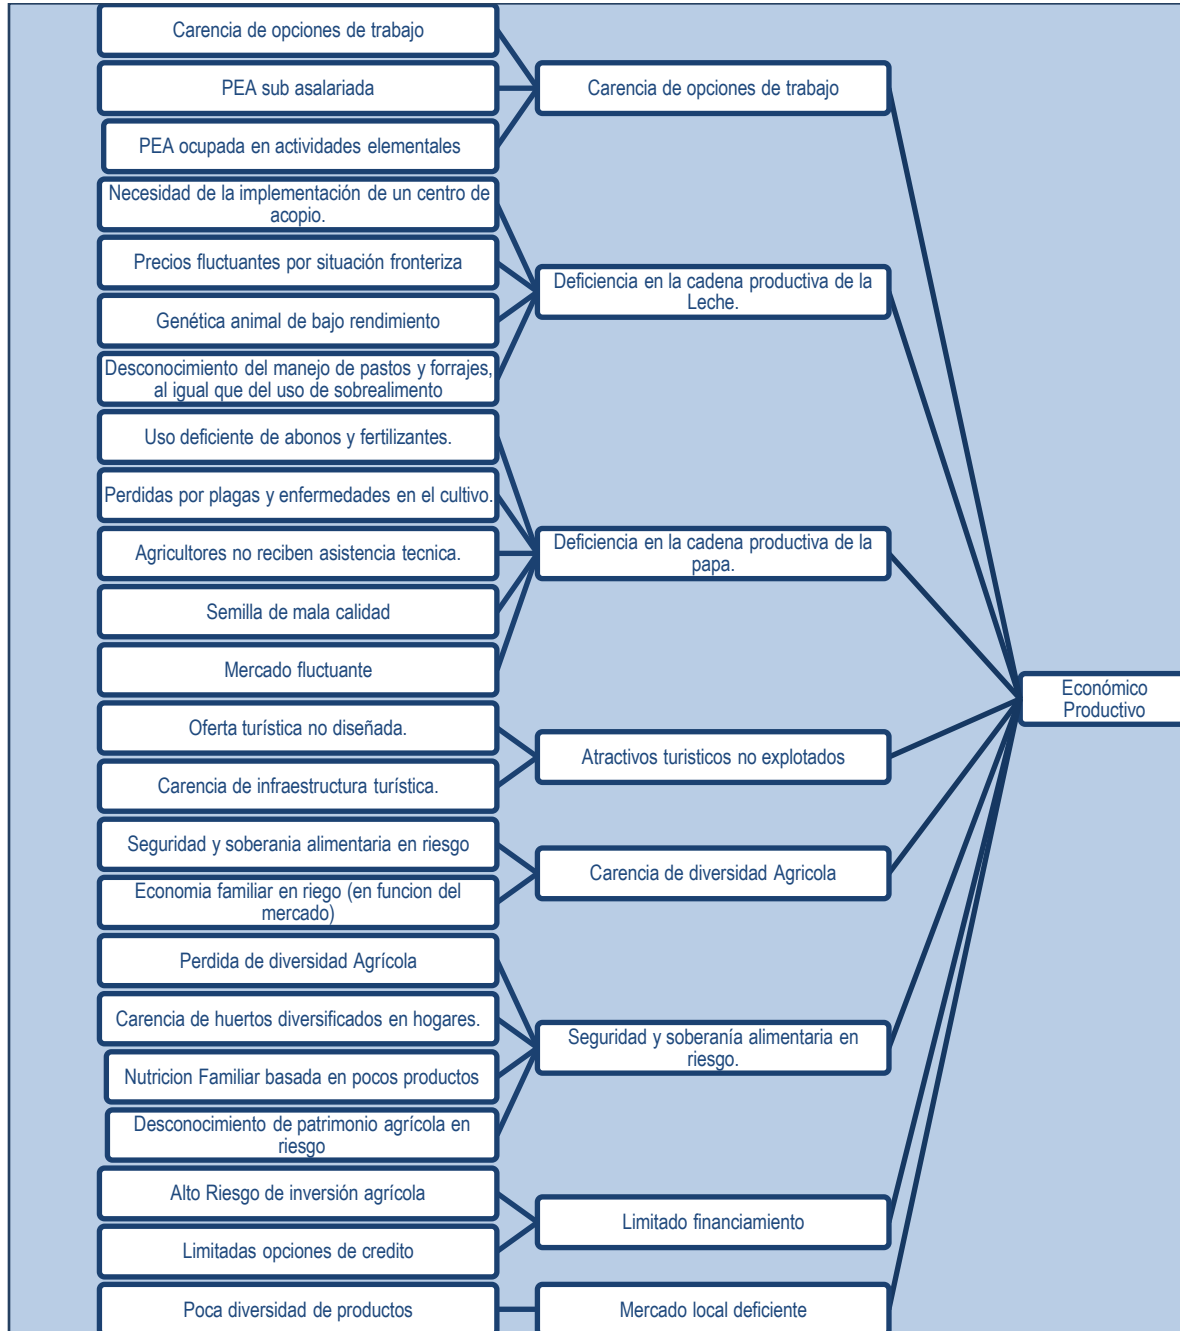 Carencia de opciones de trabajo
PEA sub asalariada
PEA ocupada en actividades elementales
Carencia de opciones de trabajo
Necesidad de la implementación de un centro de
acopio.
Precios fluctuantes por situación fronteriza
Genética animal de bajo rendimiento
Desconocimiento del manejo de pastos y forrajes,
al igual que del uso de sobrealimento
Deficiencia en la cadena productiva de la
Leche.
Uso deficiente de abonos y fertilizantes.
Perdidas por plagas y enfermedades en el cultivo.
Agricultores no reciben asistencia tecnica.
Semilla de mala calidad
Mercado fluctuante
Deficiencia en la cadena productiva de la
papa.
Oferta turística no diseñada.
Carencia de infraestructura turística.
Atractivos turisticos no explotados
Seguridad y soberania alimentaria en riesgo
Economia familiar en riego (en funcion del
mercado)
Carencia de diversidad Agricola
Perdida de diversidad Agrícola
Carencia de huertos diversificados en hogares.
Nutricion Familiar basada en pocos productos
Desconocimiento de patrimonio agrícola en
riesgo
Seguridad y soberanía alimentaria en
riesgo.
Alto Riesgo de inversión agrícola
Limitadas opciones de credito
Limitado financiamiento
Poca diversidad de productos
Mercado local deficiente
Económico
Productivo